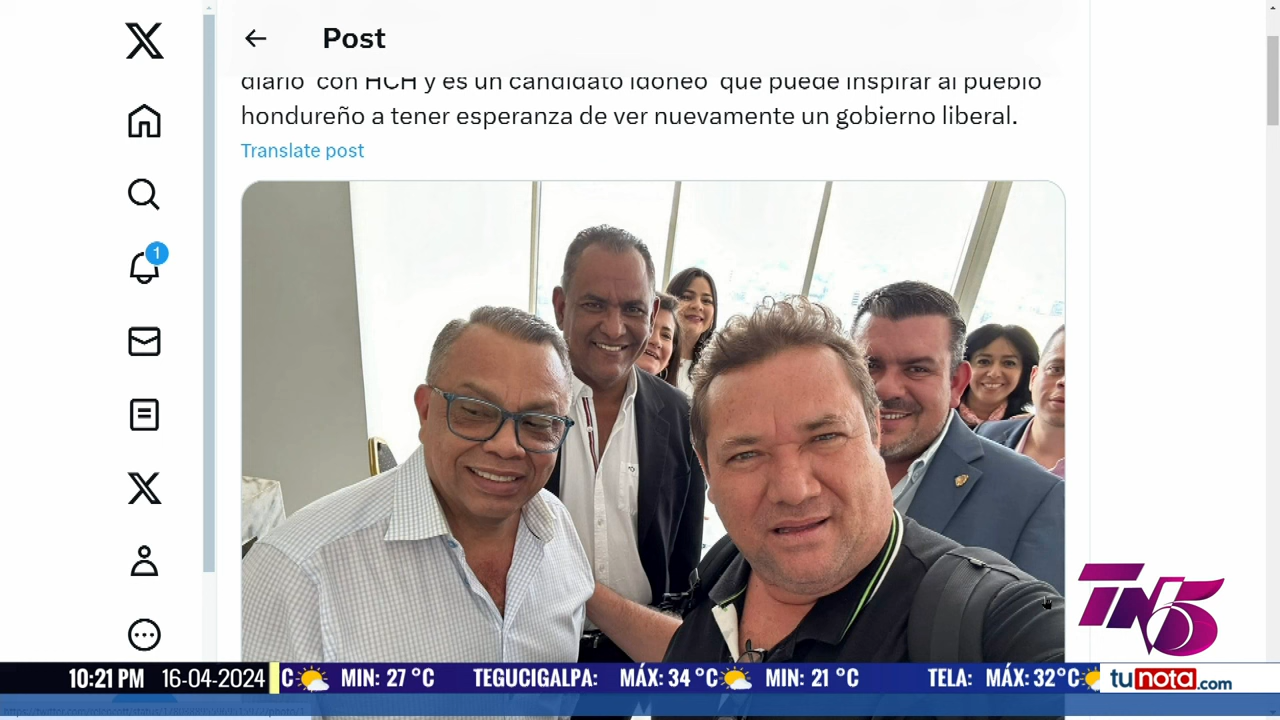 Post
diario con HCH y es un candidato idoneo que puede inspirar al pueblo
hondureño a tener esperanza de ver nuevamente un gobierno liberal.
Translate post
1
TN5
10:21 PM 16-04-2024 C MIN: 27 °C TEGUCIGALPA: MÁX: 34 °C MIN: 21 °C TELA: MÁX: 32°C tunota.com